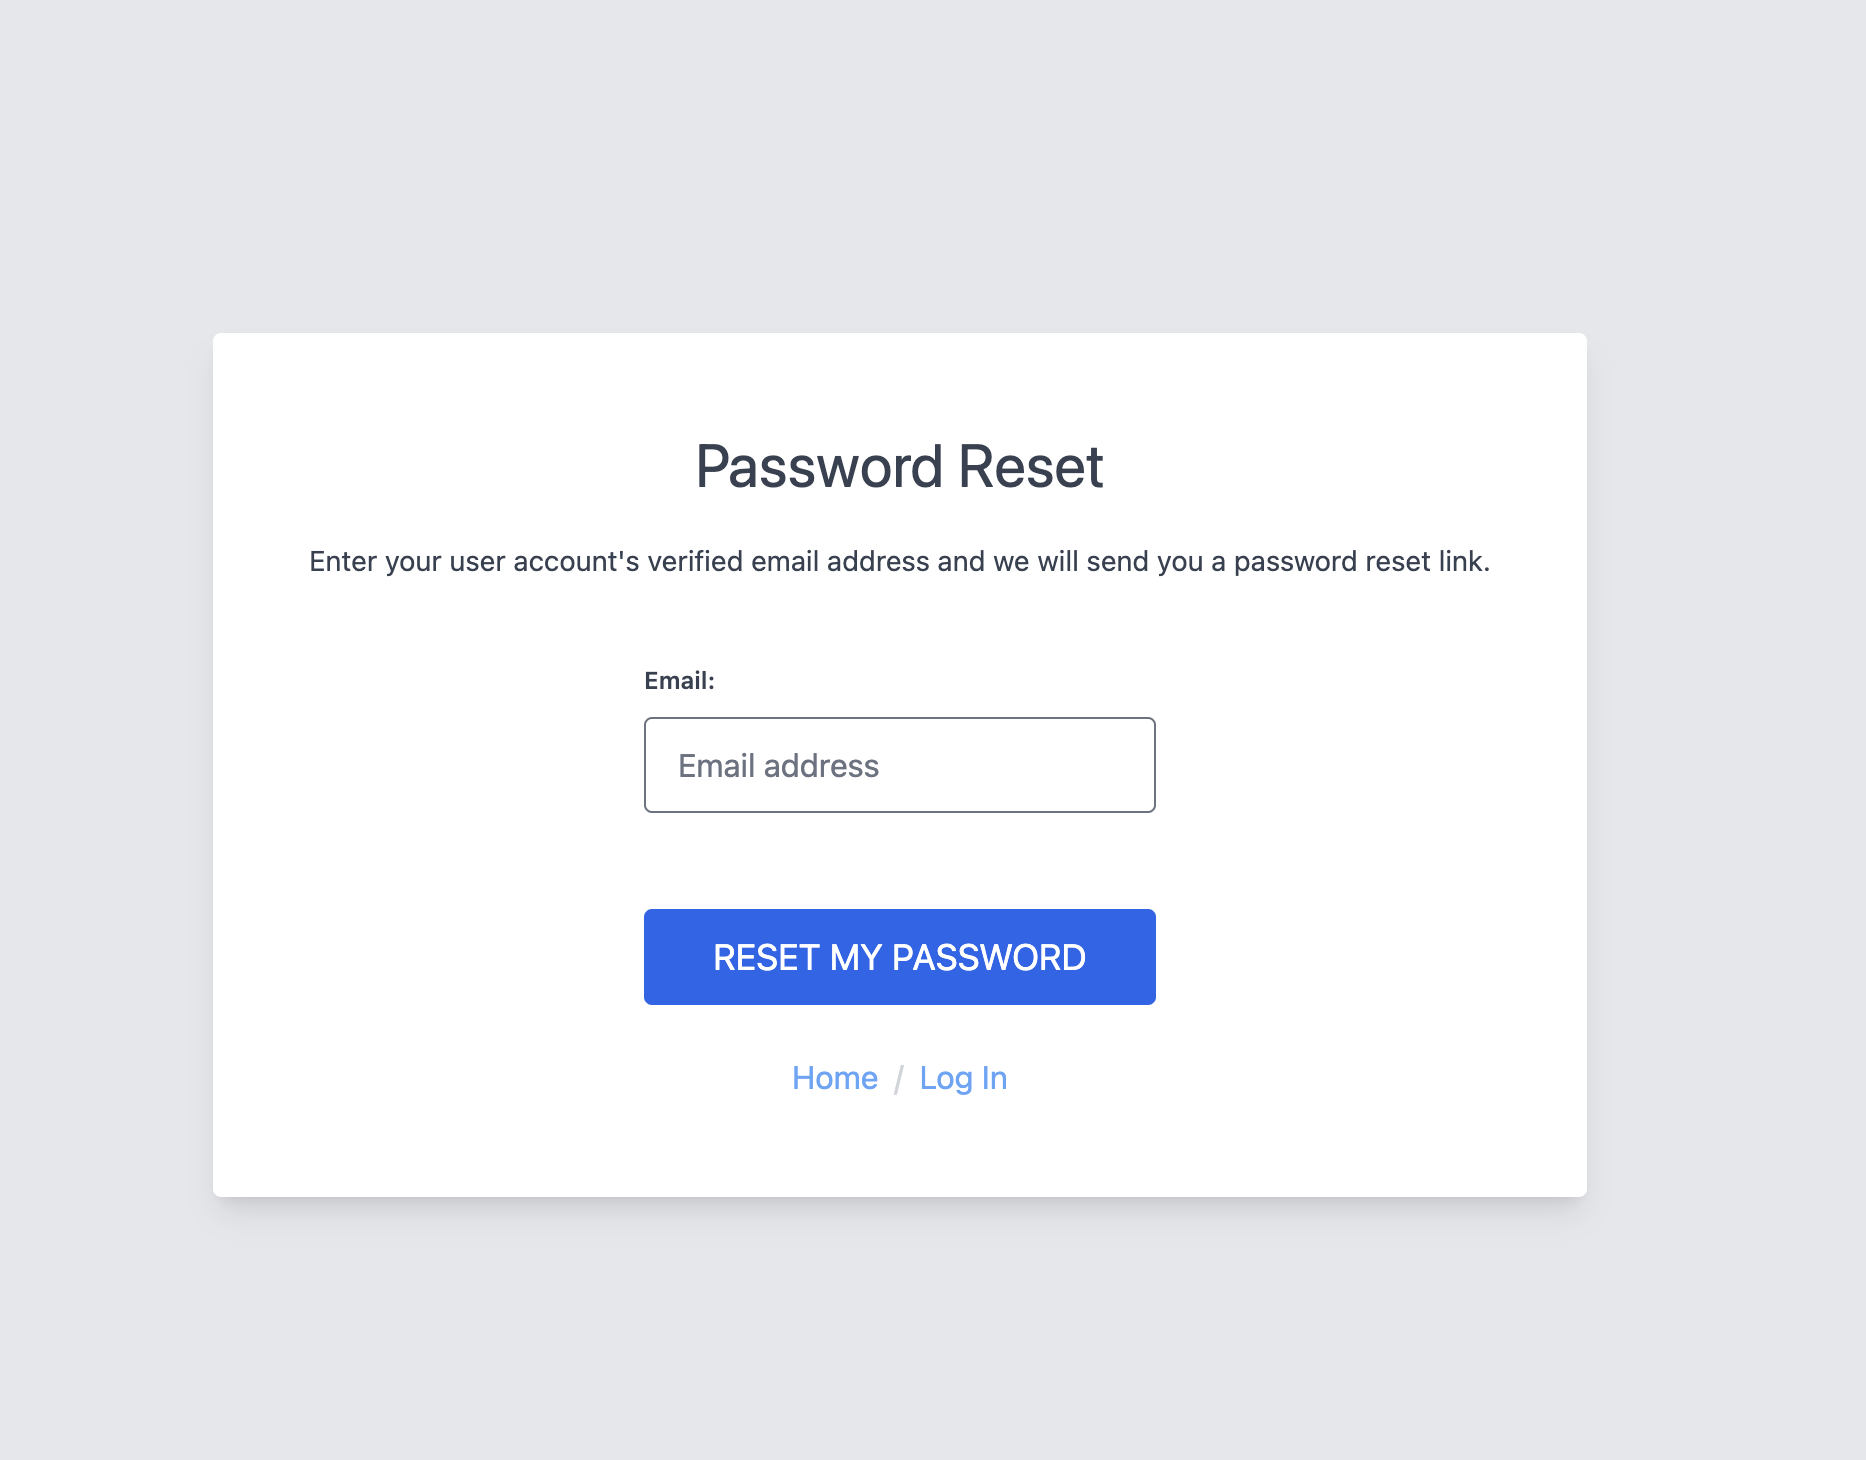 Password Reset
Enter your user account's verified email address and we will send you a password reset link.
Email:
Email address
RESET MY PASSWORD
Home / Log In